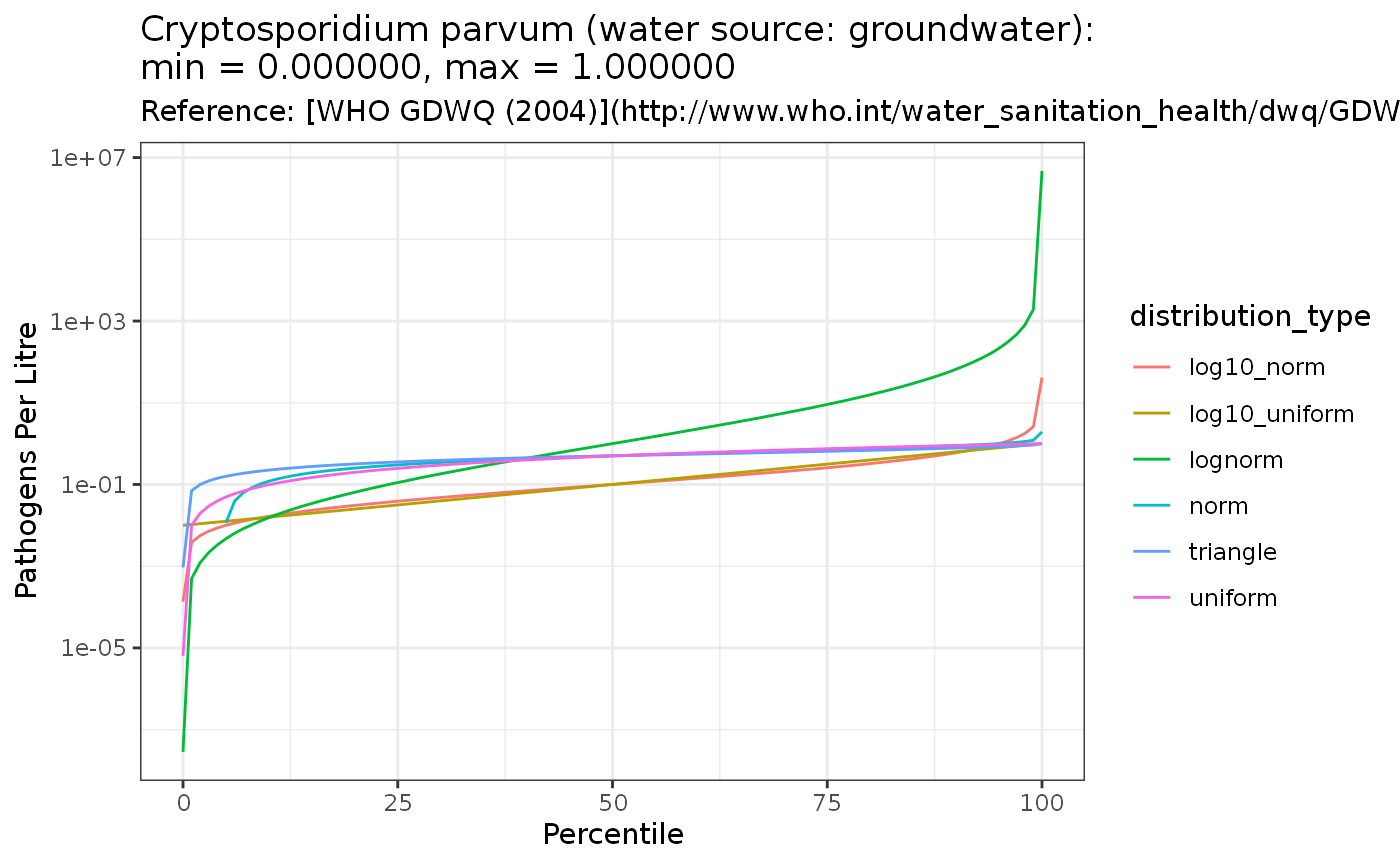 Cryptosporidium parvum (water source: groundwater):
min = 0.000000, max = 1.000000
Reference: [WHO GDWQ (2004)](http://www.who.int/water_sanitation_health/dwq/GDW
1e+07
1e+03
1e-01
1e-05
Pathogens Per Litre
0 25 50 75 100
Percentile
distribution_type
log10_norm
log10_uniform
lognorm
norm
triangle
uniform